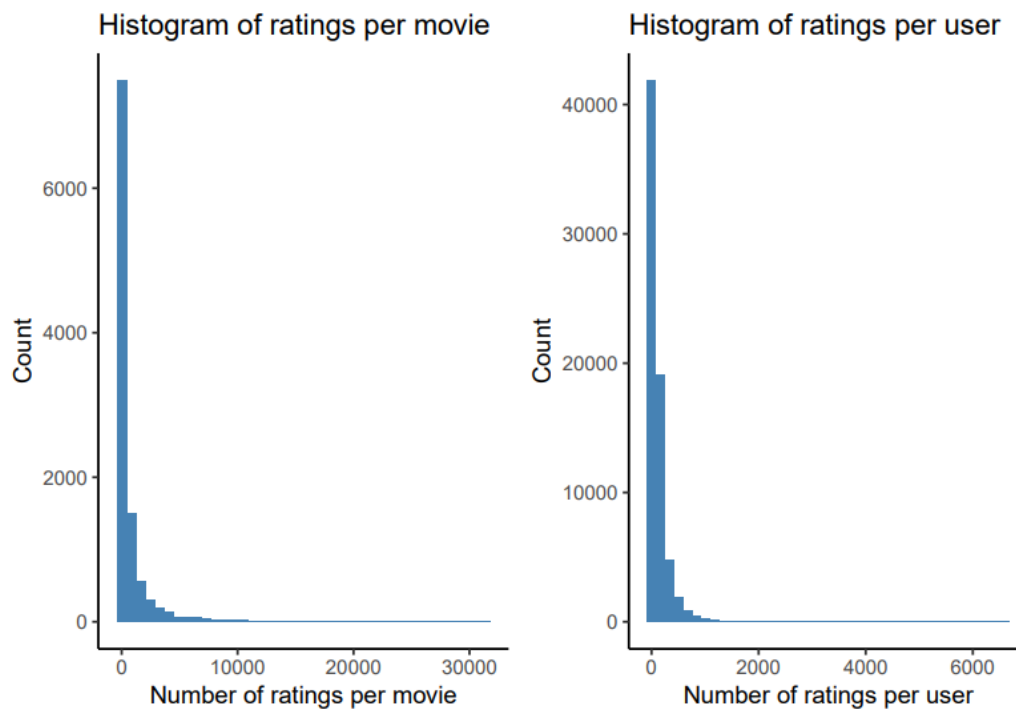 Histogram of ratings per movie
Count
6000
4000
2000
0
0 10000 20000 30000
Number of ratings per movie
Histogram of ratings per user
Count
40000
30000
20000
10000
0
0 2000 4000 6000
Number of ratings per user